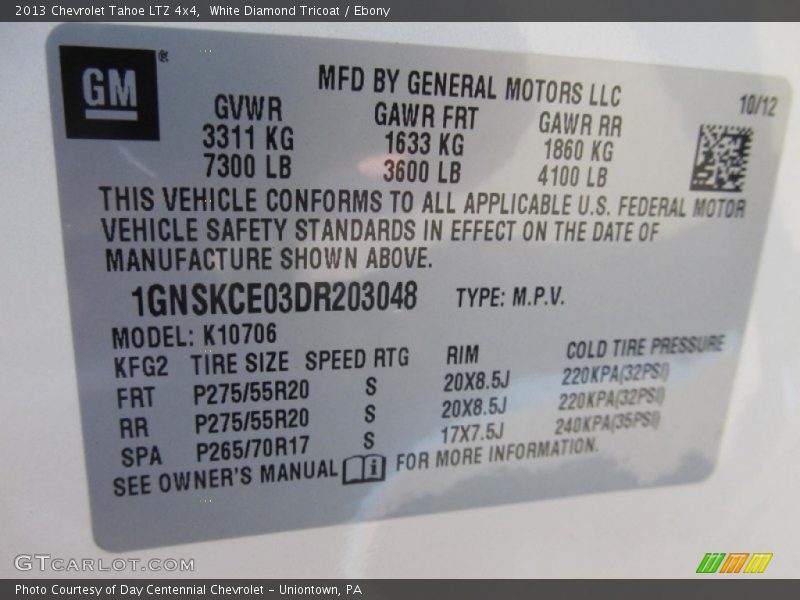 2013 Chevrolet Tahoe LTZ 4x4,  White Diamond Tricoat / Ebony
GM ®
MFD BY GENERAL MOTORS LLC
10/12
GVWR GAWR FRT GAWR RR
3311 KG 1633 KG 1860 KG
7300 LB 3600 LB 4100 LB
THIS VEHICLE CONFORMS TO ALL APPLICABLE U.S. FEDERAL MOTOR
VEHICLE SAFETY STANDARDS IN EFFECT ON THE DATE OF
MANUFACTURE SHOWN ABOVE.
1GNSKCE03DR203048 TYPE: M.P.V.
MODEL: K10706
KFG2 TIRE SIZE SPEED RTG RIM COLD TIRE PRESSURE
FRT P275/55R20 S 20X8.5J 220KPA(32PSI)
RR P275/55R20 S 20X8.5J 220KPA(32PSI)
SPA P265/70R17 S 17X7.5J 240KPA(35PSI)
SEE OWNER'S MANUAL i FOR MORE INFORMATION.
GTCARLOT.COM
Photo Courtesy of Day Centennial Chevrolet - Uniontown, PA